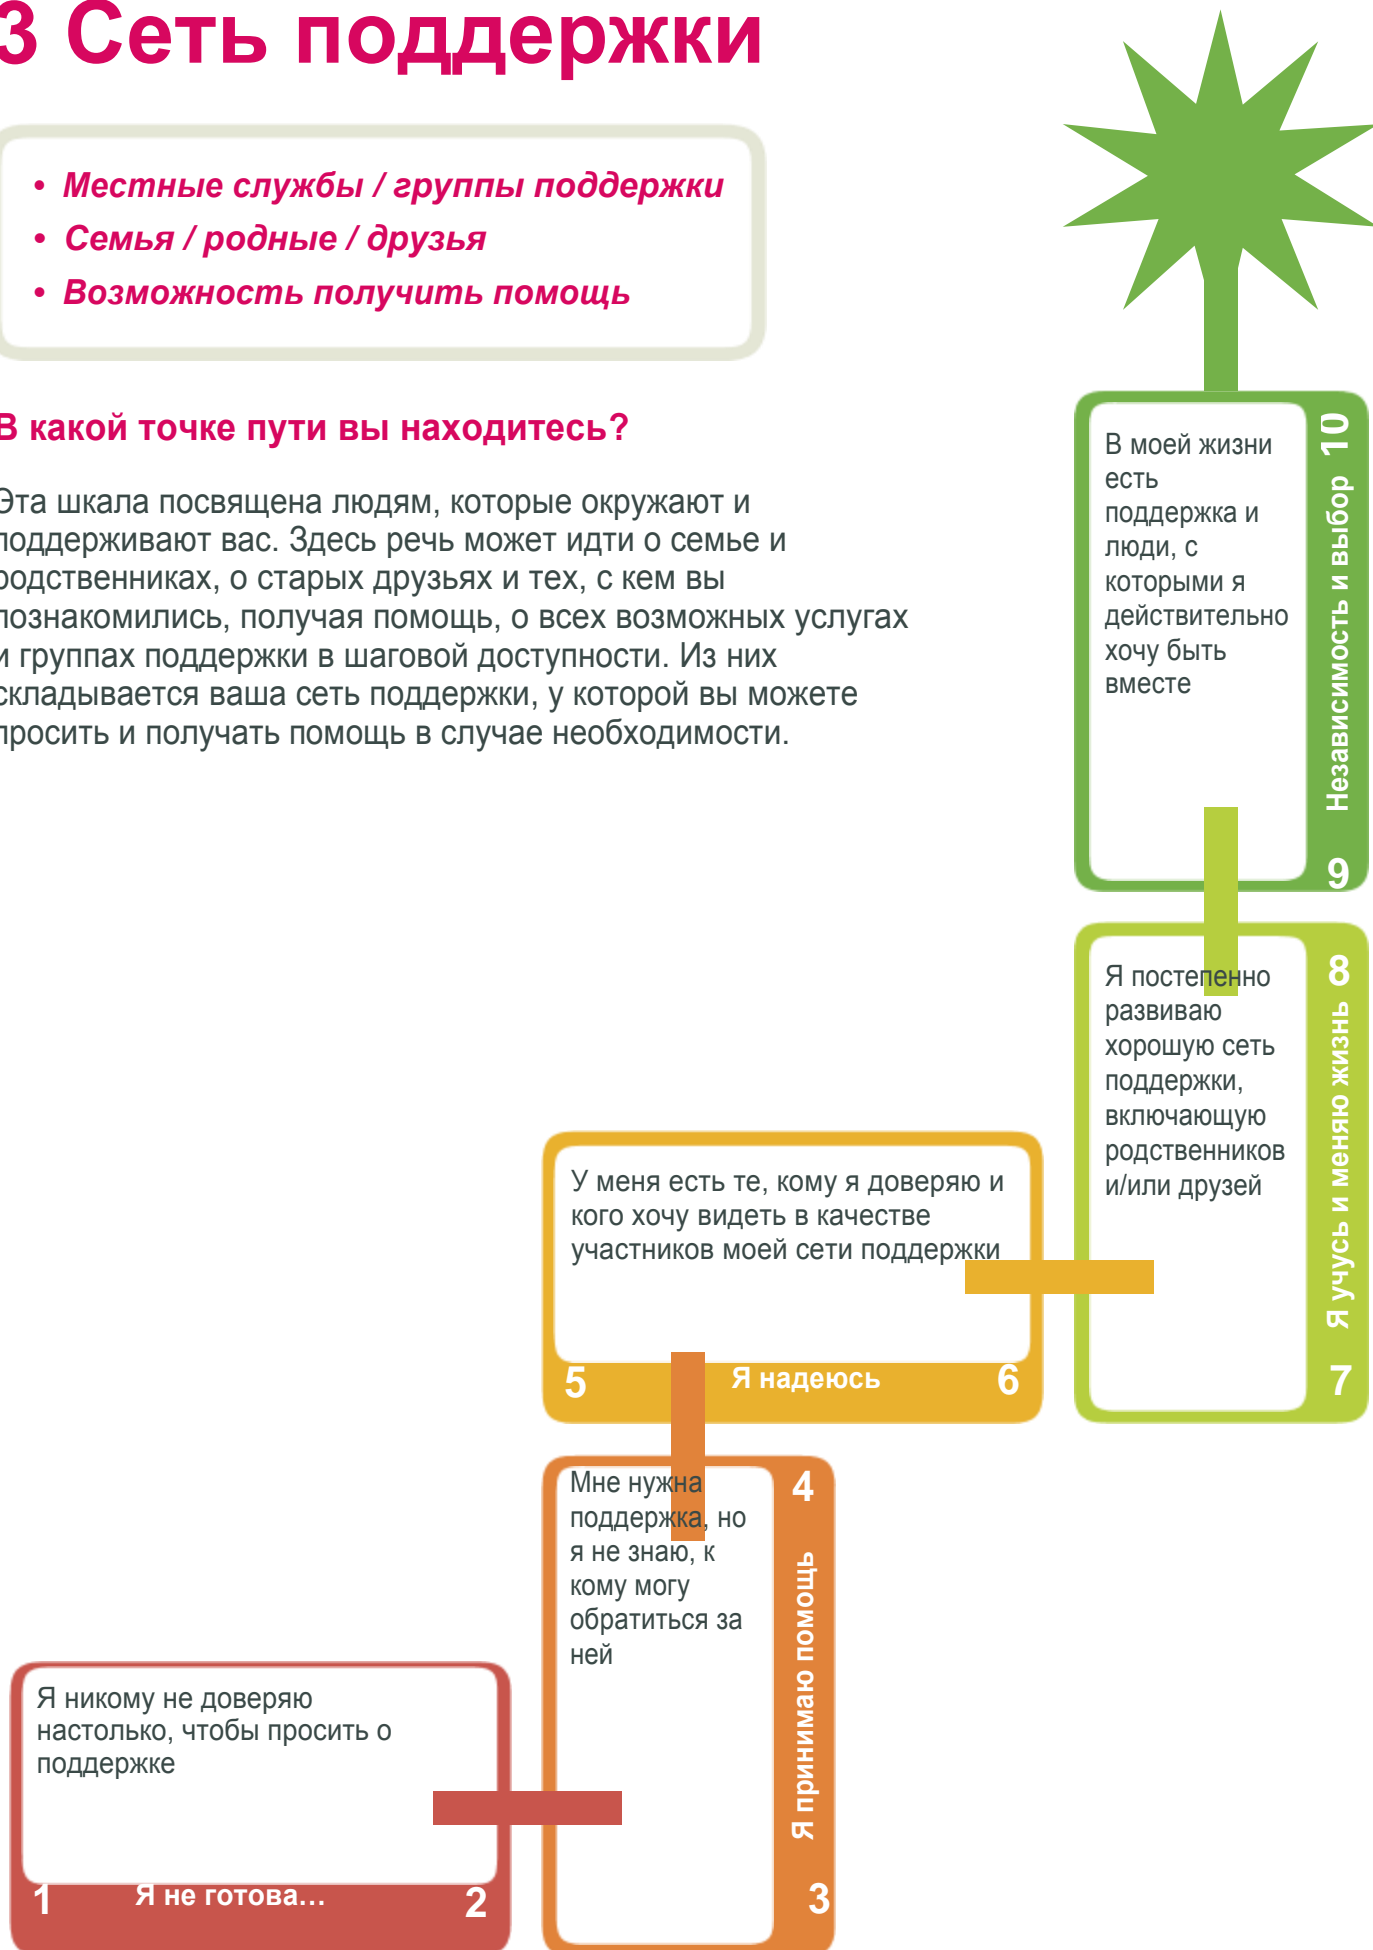 3 Сеть поддержки
• Местные службы / группы поддержки
• Семья / родные / друзья
• Возможность получить помощь
В какой точке пути вы находитесь?
Эта шкала посвящена людям, которые окружают и
поддерживают вас. Здесь речь может идти о семье и
родственниках, о старых друзьях и тех, с кем вы
познакомились, получая помощь, о всех возможных услугах
и группах поддержки в шаговой доступности. Из них
складывается ваша сеть поддержки, у которой вы можете
просить и получать помощь в случае необходимости.
В моей жизни
есть
поддержка и
люди, с
которыми я
действительно
хочу быть
вместе
9 Независимость и выбор 10
Я постепенно
развиваю
хорошую сеть
поддержки,
включающую
родственников
и/или друзей
7 Я учусь и меняю жизнь 8
У меня есть те, кому я доверяю и
кого хочу видеть в качестве
участников моей сети поддержки
5 Я надеюсь 6
Мне нужна
поддержка, но
я не знаю, к
кому могу
обратиться за
ней
3 Я принимаю помощь 4
Я никому не доверяю
настолько, чтобы просить о
поддержке
1 Я не готова… 2